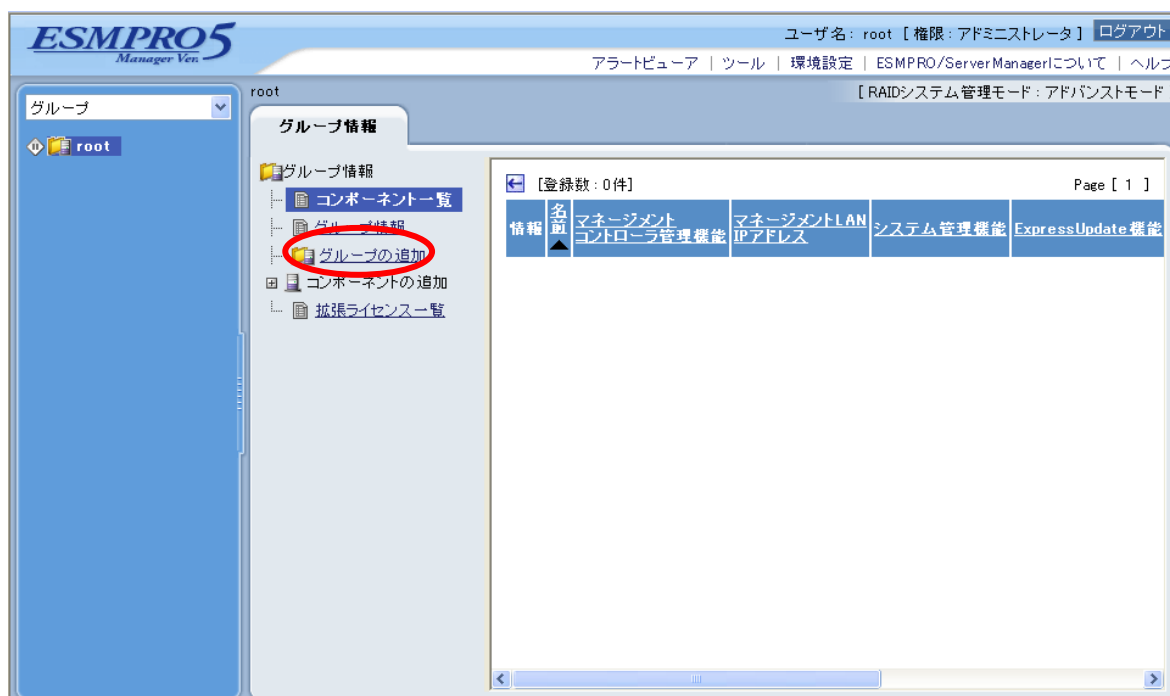 ESMPRO5
Manager Ver.
ユーザ名: root [ 権限:アドミニストレータ ] ログアウト
アラートビューア | ツール | 環境設定 | ESMPRO/ServerManagerについて | ヘルプ
グループ
root
root
[ RAIDシステム管理モード:アドバンストモード
グループ情報
グループ情報
コンポーネント一覧
グループ情報
グループの追加
コンポーネントの追加
拡張ライセンス一覧
[登録数:0件]
Page [ 1 ]
情報
名前▲
マネージメント
コントローラ管理機能
マネージメントLAN
IPアドレス
システム管理機能
ExpressUpdate機能